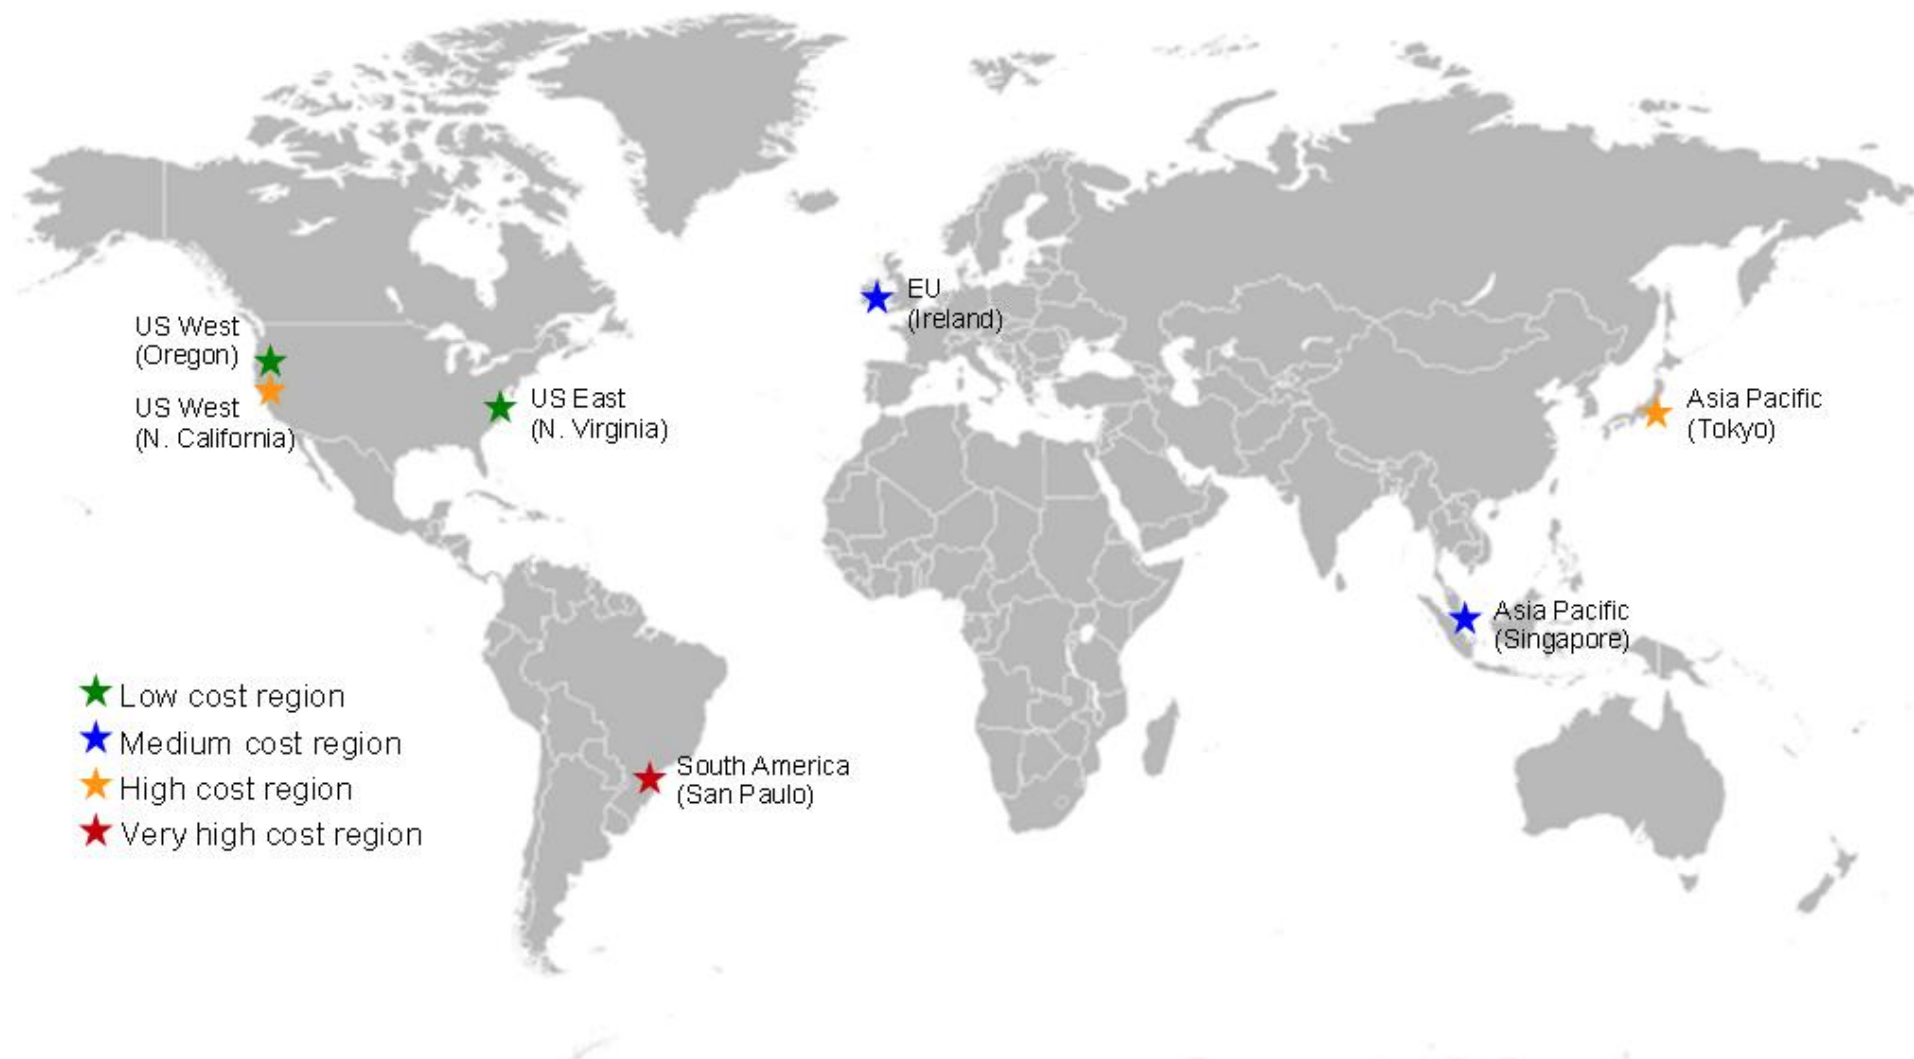 US West
(Oregon)
US West
(N. California)
US East
(N. Virginia)
EU
(Ireland)
Asia Pacific
(Tokyo)
Asia Pacific
(Singapore)
South America
(San Paulo)
Low cost region
Medium cost region
High cost region
Very high cost region